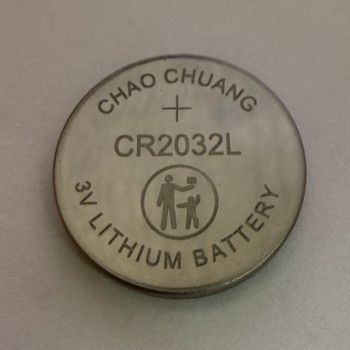 CHAO CHUANG
+
CR2032L
3V LITHIUM BATTERY